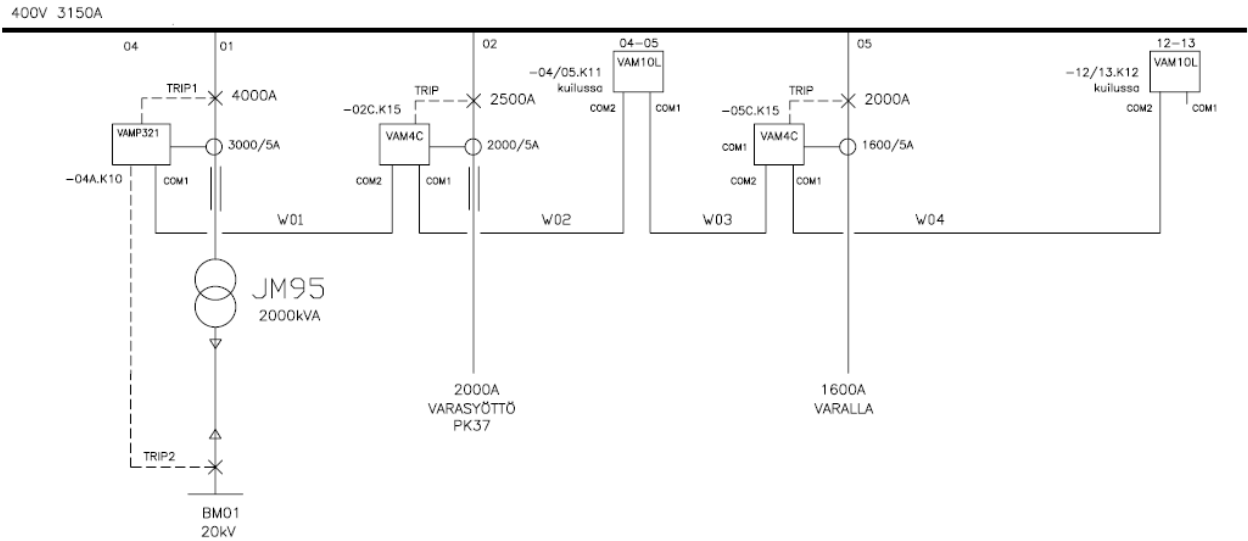 400V 3150A
04
01
02
04-05
05
12-13
VAM10L
VAM10L
-04/05.K11
kuilussa
-12/13.K12
kuilussa
TRIP1
4000A
TRIP
2500A
TRIP
2000A
COM2
COM1
COM2
COM1
-02C.K15
-05C.K15
VAMP321
3000/5A
VAM4C
2000/5A
COM1
VAM4C
1600/5A
-04A.K10
COM1
COM2
COM1
COM2
COM1
W01
W02
W03
W04
JM95
2000kVA
2000A
VARASYÖTTÖ
PK37
1600A
VARALLA
TRIP2
BM01
20kV